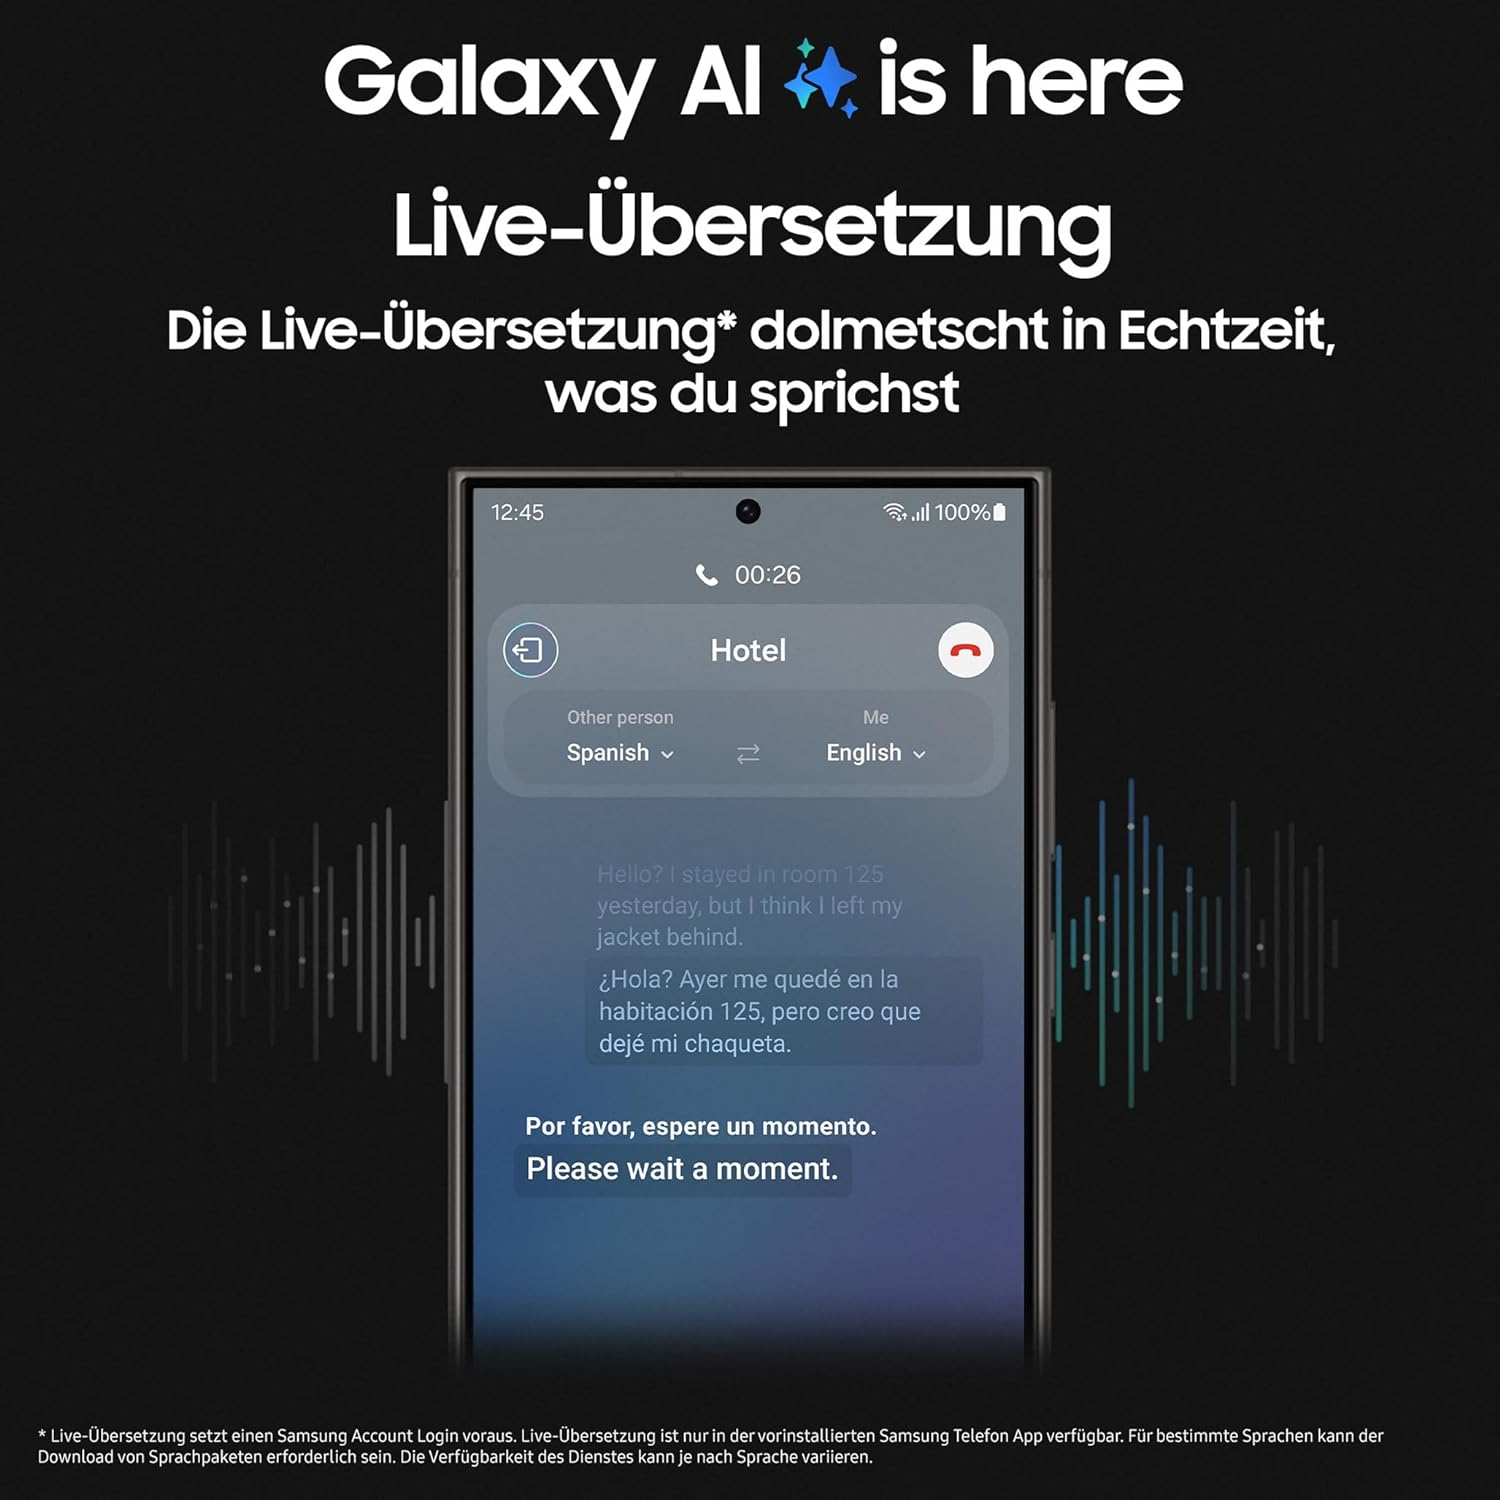 Galaxy AI is here
Live-Übersetzung
Die Live-Übersetzung* dolmetscht in Echtzeit,
was du sprichst
12:45
100%
00:26
Hotel
Other person
Me
Spanish
English
Hello? I stayed in room 125
yesterday, but I think I left my
jacket behind.
¿Hola? Ayer me quedé en la
habitación 125, pero creo que
dejé mi chaqueta.
Por favor, espere un momento.
Please wait a moment.
* Live-Übersetzung setzt einen Samsung Account Login voraus. Live-Übersetzung ist nur in der vorinstallierten Samsung Telefon App verfügbar. Für bestimmte Sprachen kann der
Download von Sprachpaketen erforderlich sein. Die Verfügbarkeit des Dienstes kann je nach Sprache variieren.